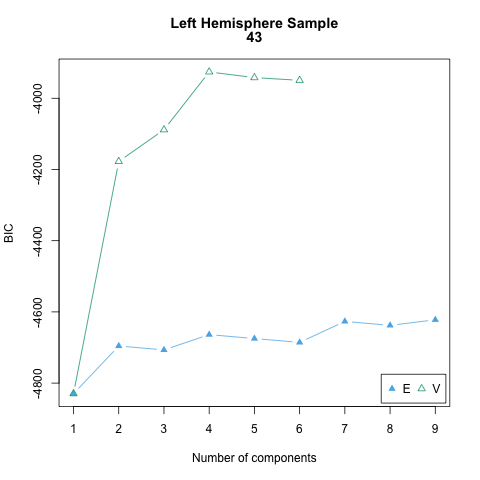 Left Hemisphere Sample
43
BIC
-4000
-4200
-4400
-4600
-4800
1 2 3 4 5 6 7 8 9
Number of components
E V